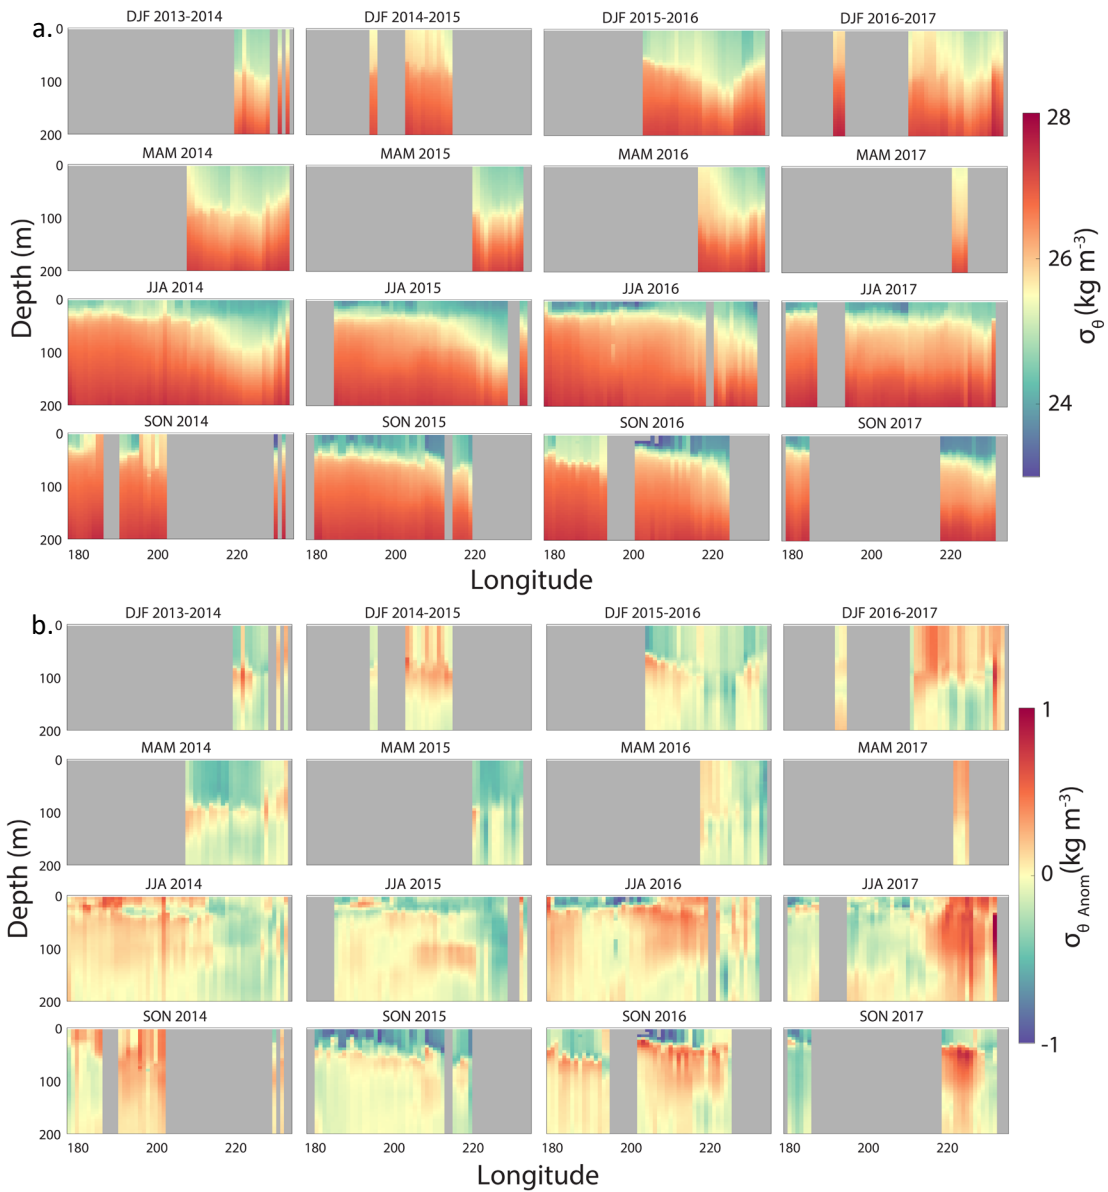 a.
DJF 2013-2014 DJF 2014-2015 DJF 2015-2016 DJF 2016-2017
0
100
200
28
MAM 2014 MAM 2015 MAM 2016 MAM 2017
0
100
200
Depth (m)
26
σθ (kg m-3)
JJA 2014 JJA 2015 JJA 2016 JJA 2017
0
100
200
24
SON 2014 SON 2015 SON 2016 SON 2017
0
100
200
180 200 220 180 200 220 180 200 220 180 200 220
Longitude
b.
DJF 2013-2014 DJF 2014-2015 DJF 2015-2016 DJF 2016-2017
0
100
200
1
MAM 2014 MAM 2015 MAM 2016 MAM 2017
0
100
200
Depth (m)
0
σθ Anom (kg m-3)
JJA 2014 JJA 2015 JJA 2016 JJA 2017
0
100
200
SON 2014 SON 2015 SON 2016 SON 2017
0
100
200
-1
180 200 220 180 200 220 180 200 220 180 200 220
Longitude